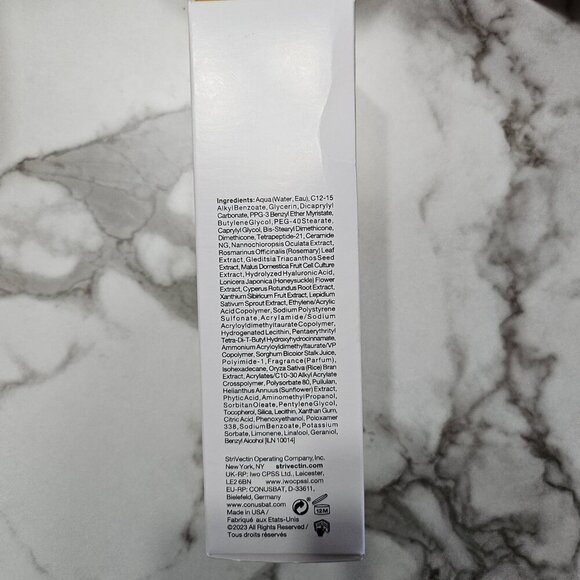 Ingredients: Aqua (Water, Eau), C12-15
Alkyl Benzoate, Glycerin, Dicaprylyl
Carbonate, PPG-3 Benzyl Ether Myristate,
Butylene Glycol, PEG-40 Stearate,
Caprylyl Glycol, Bis-Stearyl Dimethicone,
Dimethicone, Tetrapeptide-21, Ceramide
NG, Nannochloropsis Oculata Extract,
Rosmarinus Officinalis (Rosemary) Leaf
Extract, Gleditsia Triacanthos Seed
Extract, Malus Domestica Fruit Cell Culture
Extract, Hydrolyzed Hyaluronic Acid,
Lonicera Japonica (Honeysuckle) Flower
Extract, Cyperus Rotundus Root Extract,
Xanthium Sibiricum Fruit Extract, Lepidium
Sativum Sprout Extract, Ethylene/Acrylic
Acid Copolymer, Sodium Polystyrene
Sulfonate, Acrylamide/Sodium
Acryloyldimethyltaurate Copolymer,
Hydrogenated Lecithin, Pentaerythrityl
Tetra-Di-T-Butyl Hydroxyhydrocinnamate,
Ammonium Acryloyldimethyltaurate/VP
Copolymer, Sorghum Bicolor Stalk Juice,
Polyimide-1, Fragrance (Parfum),
Isohexadecane, Oryza Sativa (Rice) Bran
Extract, Acrylates/C10-30 Alkyl Acrylate
Crosspolymer, Polysorbate 80, Pullulan,
Helianthus Annuus (Sunflower) Extract,
Phytic Acid, Aminomethyl Propanol,
Sorbitan Oleate, Pentylene Glycol,
Tocopherol, Silica, Lecithin, Xanthan Gum,
Citric Acid, Phenoxyethanol, Poloxamer
338, Sodium Benzoate, Potassium
Sorbate, Limonene, Linalool, Geraniol,
Benzyl Alcohol [LN 10014]
StriVectin Operating Company, Inc.
New York, NY strivectin.com
UK-RP: Iwo CPSS Ltd., Leicester,
LE2 6BN www.iwocpssi.com
EU-RP: CONUSBAT, D-33611,
Bielefeld, Germany
www.conusbat.com
Made in USA /
Fabriqué aux Etats-Unis
©2023 All Rights Reserved /
Tous droits réservés
12M